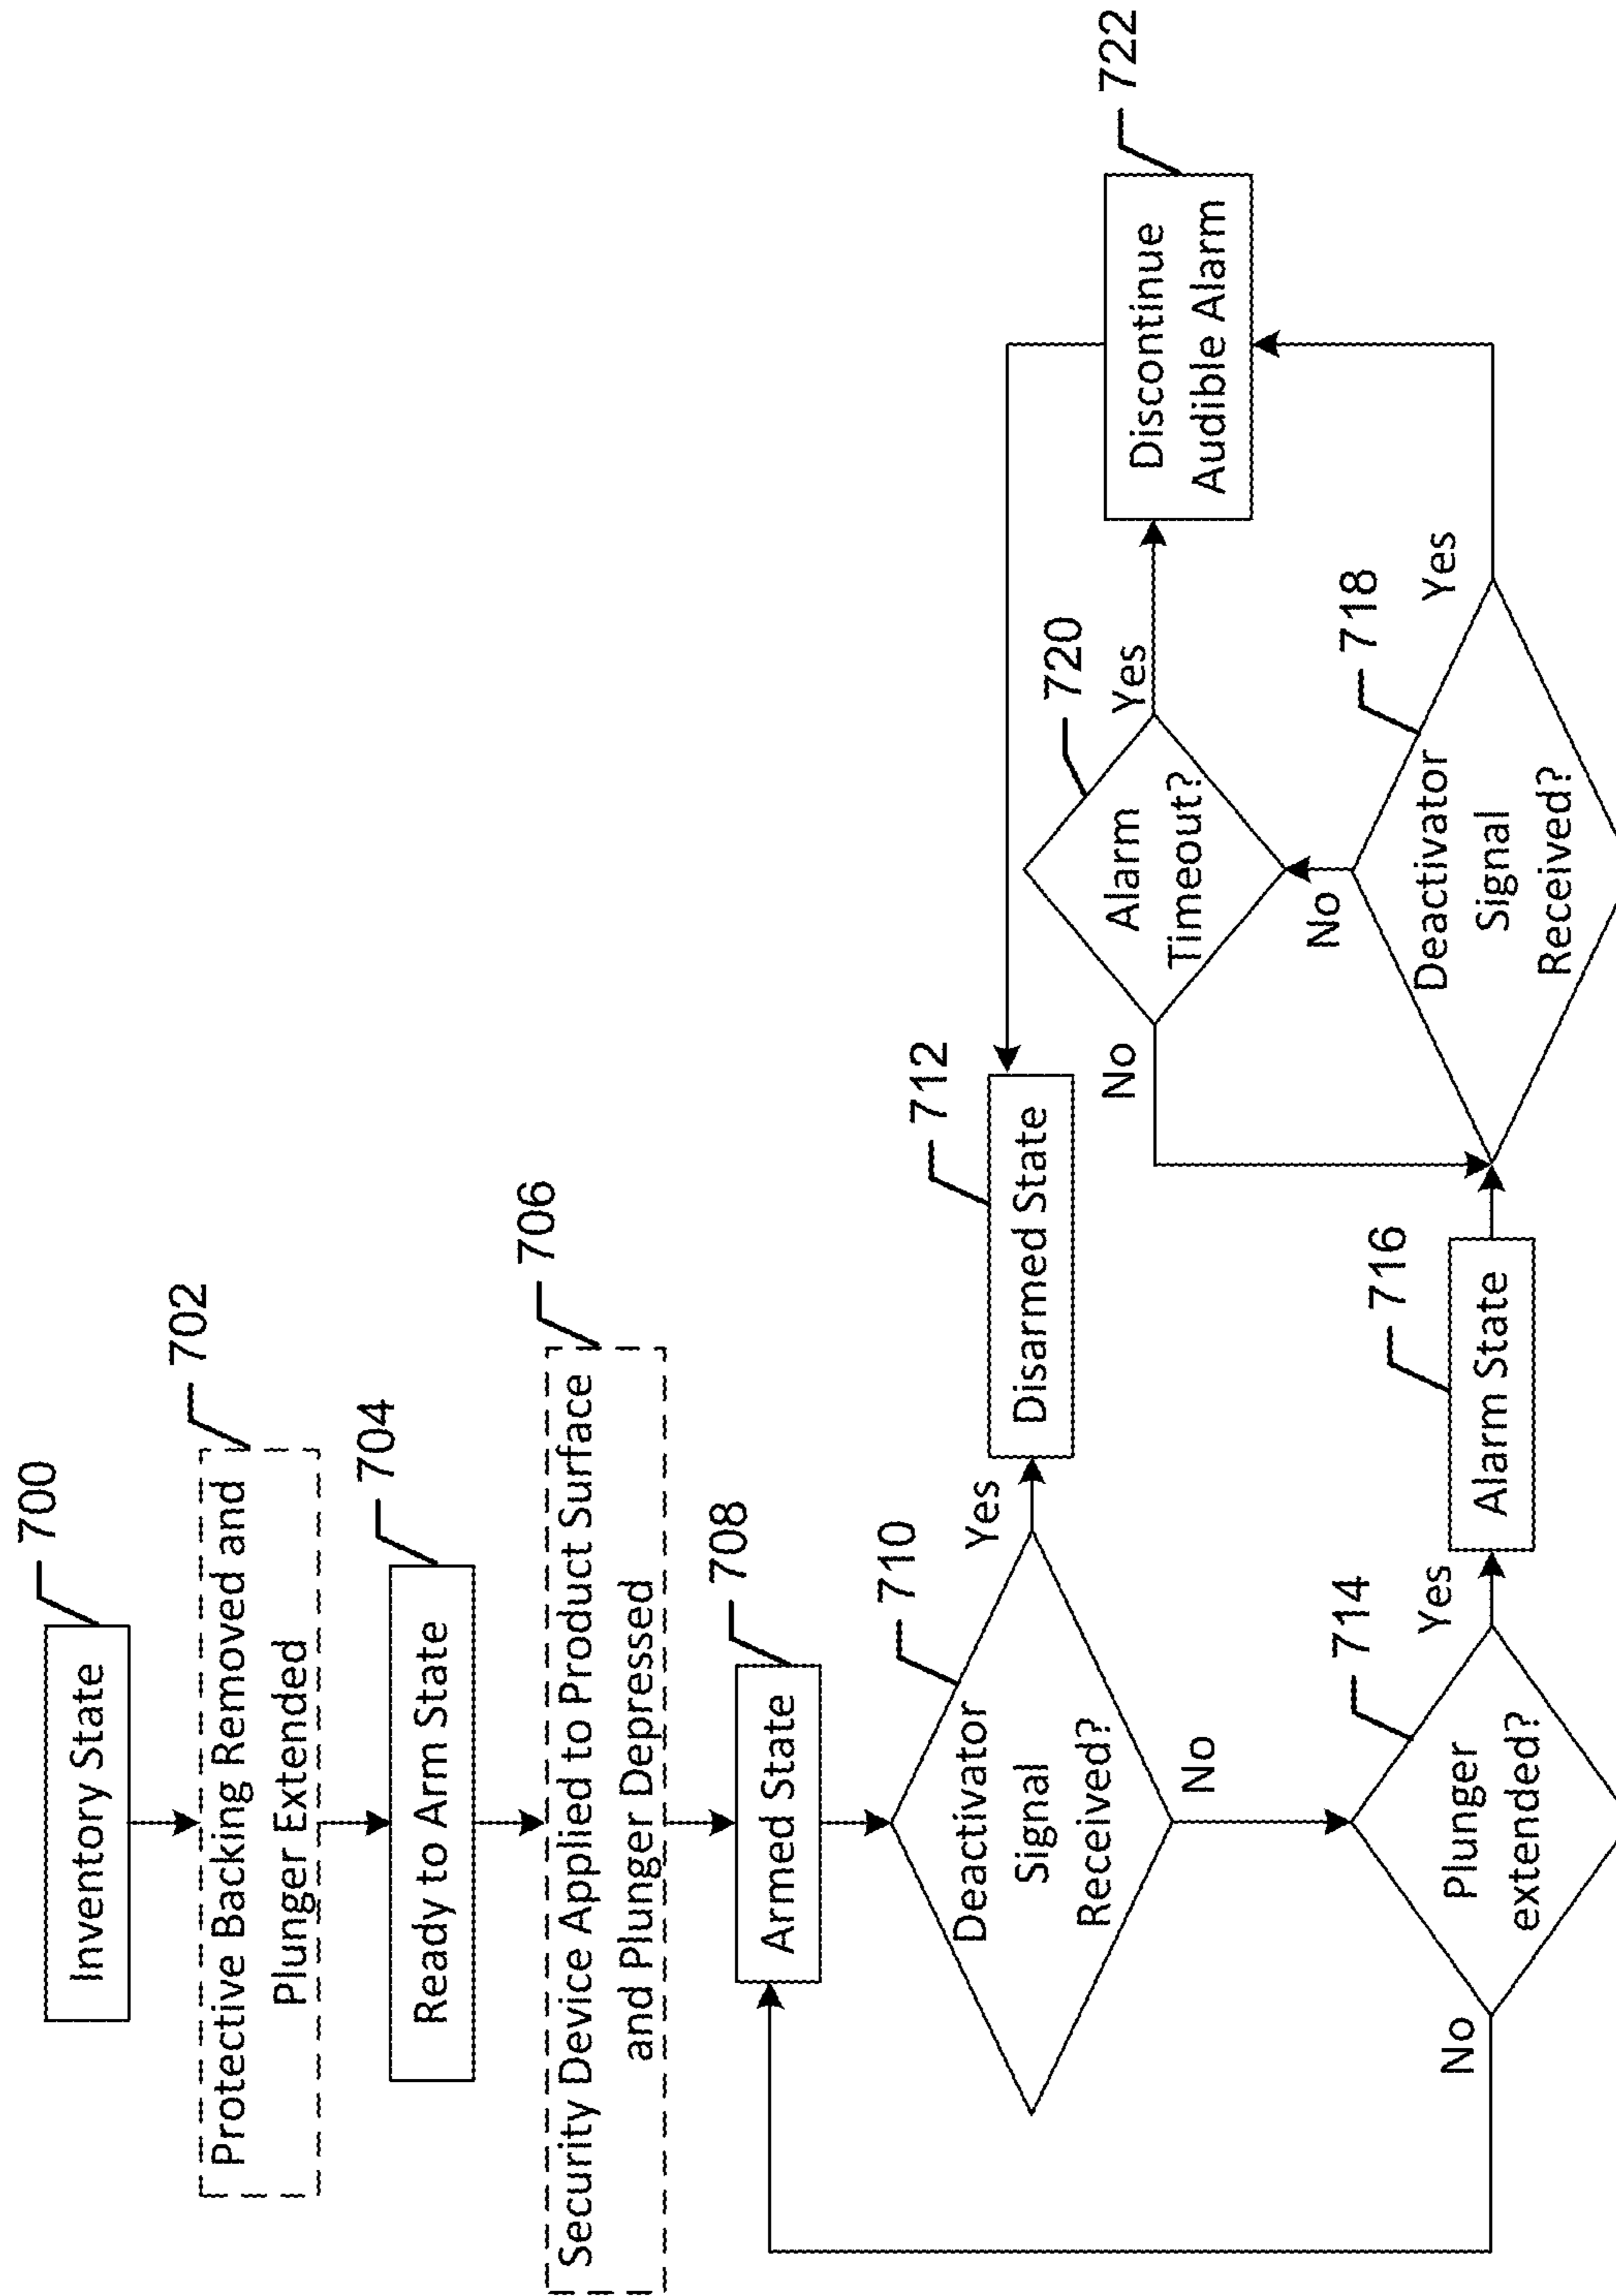 Inventory State
700
Protective Backing Removed and
Plunger Extended
702
Ready to Arm State
704
Security Device Applied to Product Surface
and Plunger Depressed
706
Armed State
708
Deactivator
Signal
Received?
710
Yes
No
Disarmed State
712
Plunger
extended?
714
No
Yes
Alarm State
716
Deactivator
Signal
Received?
718
No
Yes
Alarm
Timeout?
720
No
Yes
Discontinue
Audible Alarm
722